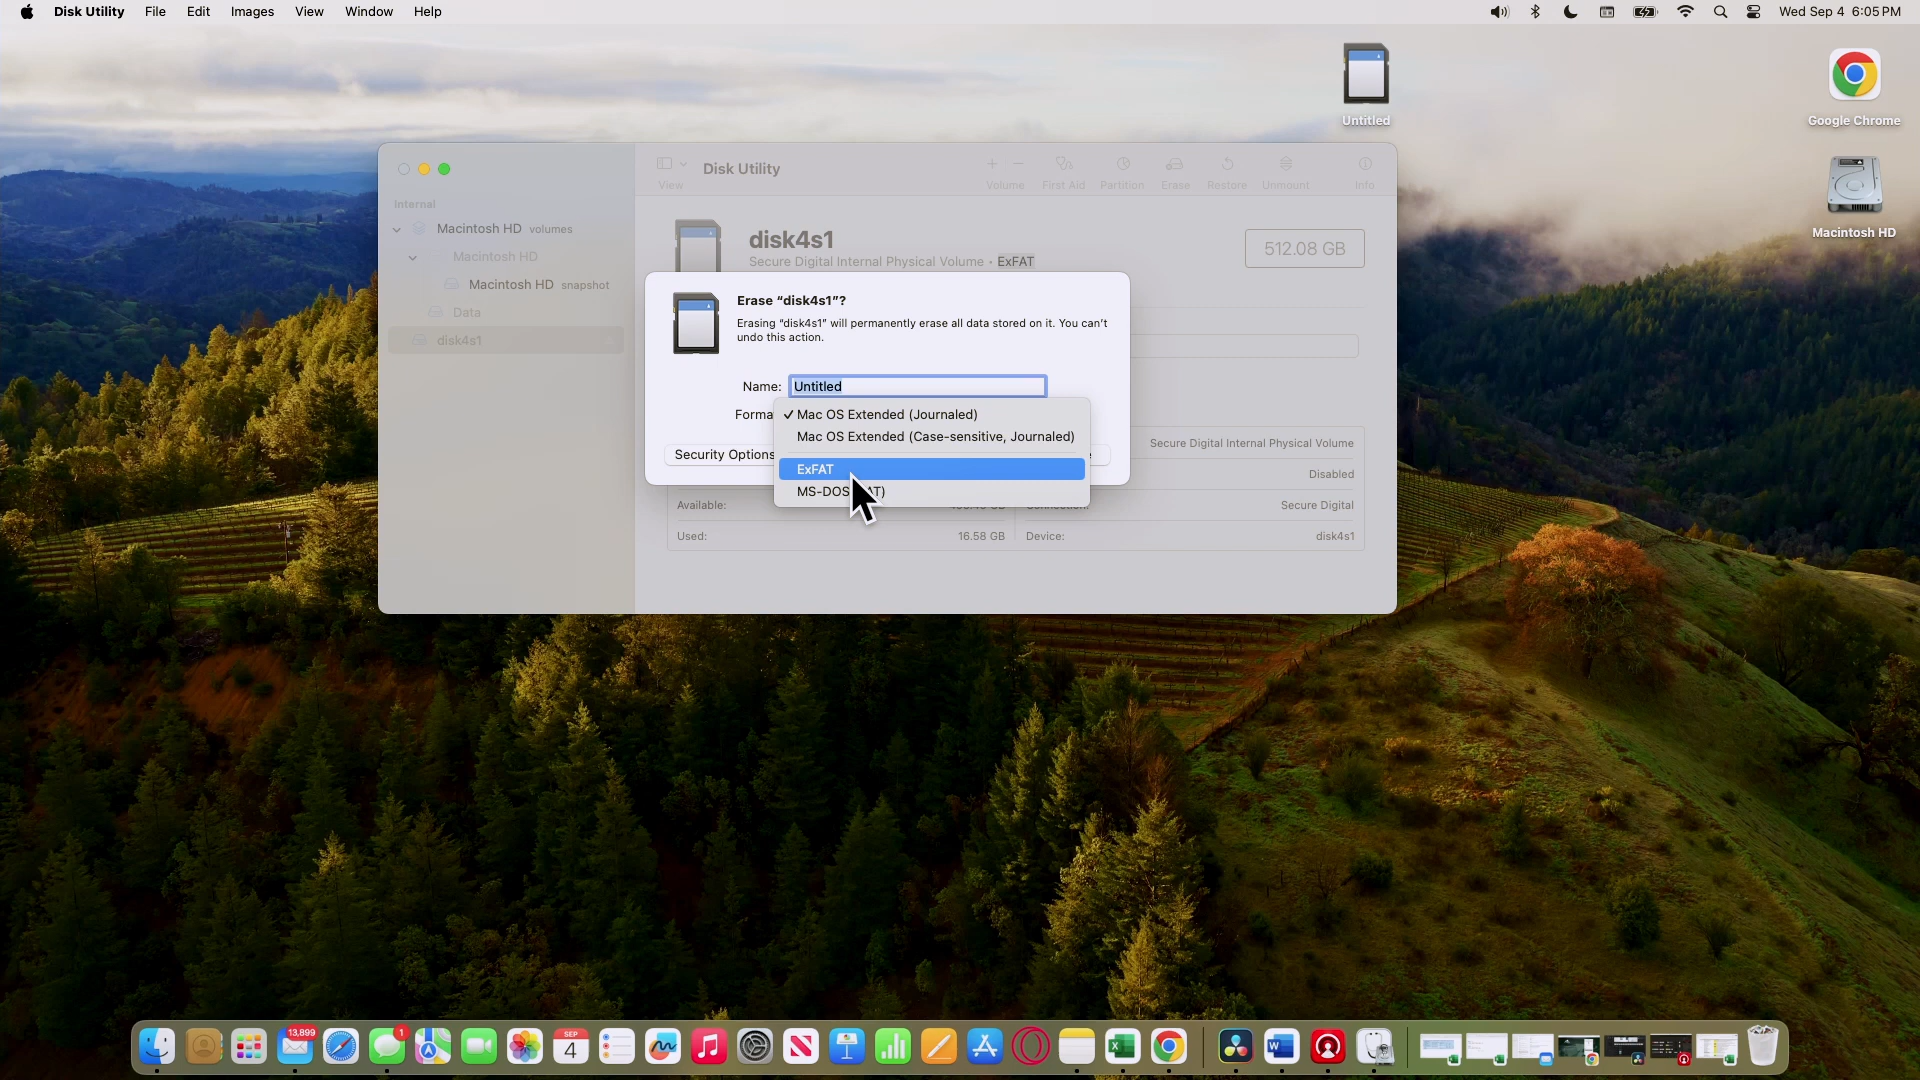 Disk Utility File Edit Images View Window Help Wed Sep 4 6:05 PM
Untitled
Google Chrome
Macintosh HD
Disk Utility
View
Volume First Aid Partition Erase Restore Unmount Info
Internal
Macintosh HD volumes
Macintosh HD
Macintosh HD snapshot
Data
disk4s1
disk4s1
Secure Digital Internal Physical Volume • ExFAT
512.08 GB
Erase “disk4s1”?
Erasing “disk4s1” will permanently erase all data stored on it. You can’t
undo this action.
Name: Untitled
Forma
Mac OS Extended (Journaled)
Mac OS Extended (Case-sensitive, Journaled)
Security Options
ExFAT
MS-DOS AT)
Secure Digital Internal Physical Volume
Disabled
Available:
Connection: Secure Digital
Used: 16.58 GB
Device: disk4s1
13,899
1
SEP
4